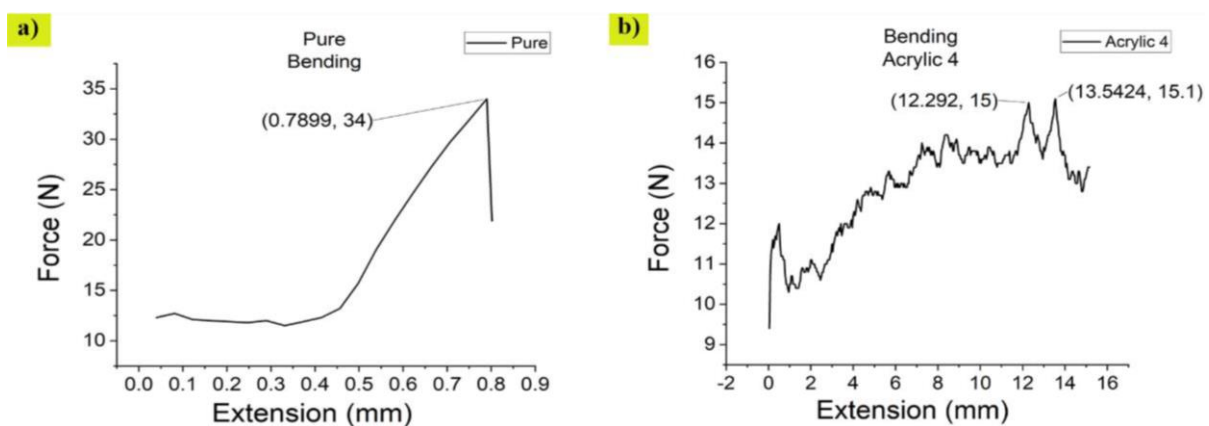 a)
Pure
Bending
Pure
(0.7899, 34)
35
30
25
20
15
10
Force (N)
0.0 0.1 0.2 0.3 0.4 0.5 0.6 0.7 0.8 0.9
Extension (mm)
b)
Bending
Acrylic 4
Acrylic 4
(12.292, 15)
(13.5424, 15.1)
16
15
14
13
12
11
10
9
Force (N)
-2 0 2 4 6 8 10 12 14 16
Extension (mm)